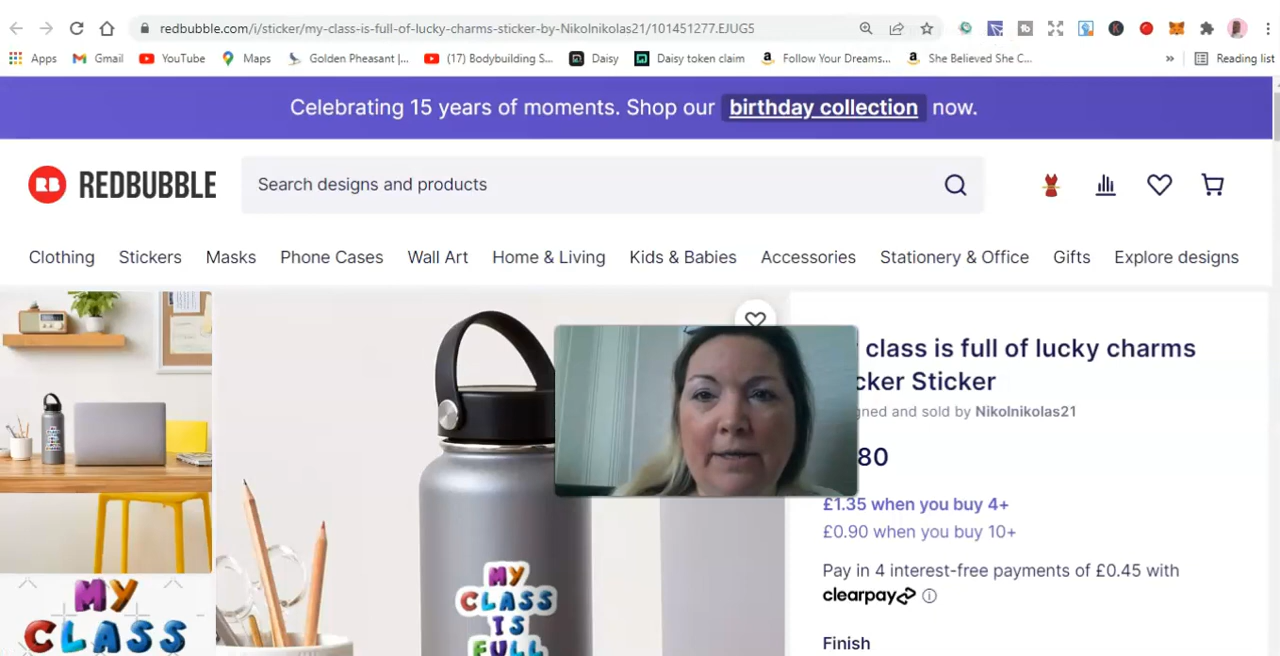 redbubble.com/i/sticker/my-class-is-full-of-lucky-charms-sticker-by-Nikolnikolas21/101451277.EJUG5
Apps Gmail YouTube Maps Golden Pheasant |... (17) Bodybuilding S... Daisy Daisy token claim Follow Your Dreams... She Believed She C... » Reading list
Celebrating 15 years of moments. Shop our birthday collection now.
RB REDBUBBLE
Search designs and products
Clothing Stickers Masks Phone Cases Wall Art Home & Living Kids & Babies Accessories Stationery & Office Gifts Explore designs
class is full of lucky charms
cker Sticker
gned and sold by Nikolnikolas21
80
£1.35 when you buy 4+
£0.90 when you buy 10+
Pay in 4 interest-free payments of £0.45 with
clearpay
Finish
MY
CLASS
IS
FULL
MY
CLASS